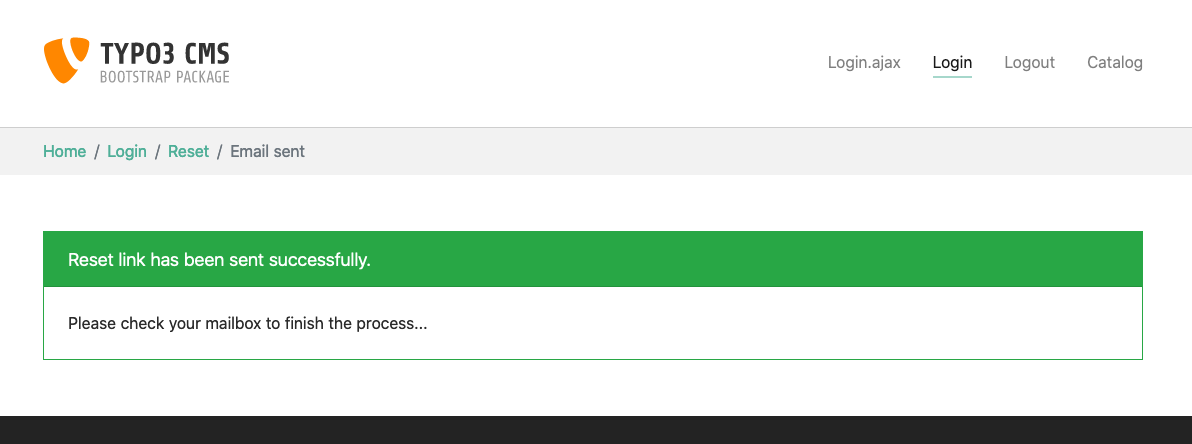 TYPO3 CMS
BOOTSTRAP PACKAGE
Login.ajax Login Logout Catalog
Home / Login / Reset / Email sent
Reset link has been sent successfully.
Please check your mailbox to finish the process...